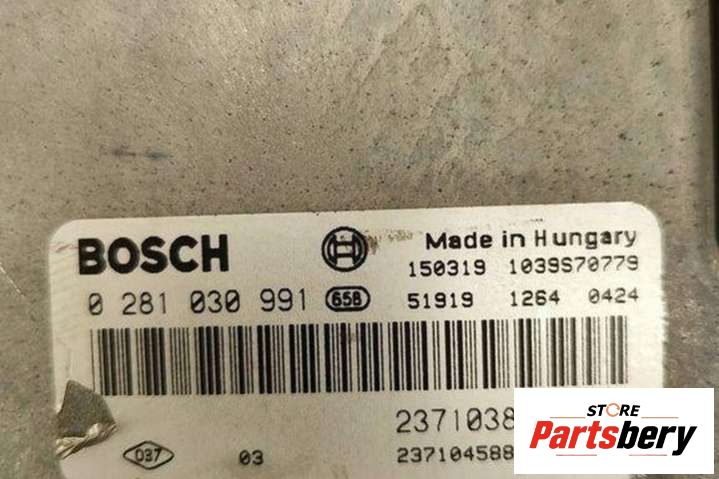 BOSCH Made in Hungary
150319 1039S70779
0 281 030 991 658 51919 1264 0424
2371038
037 03 237104588
STORE
Partsbery